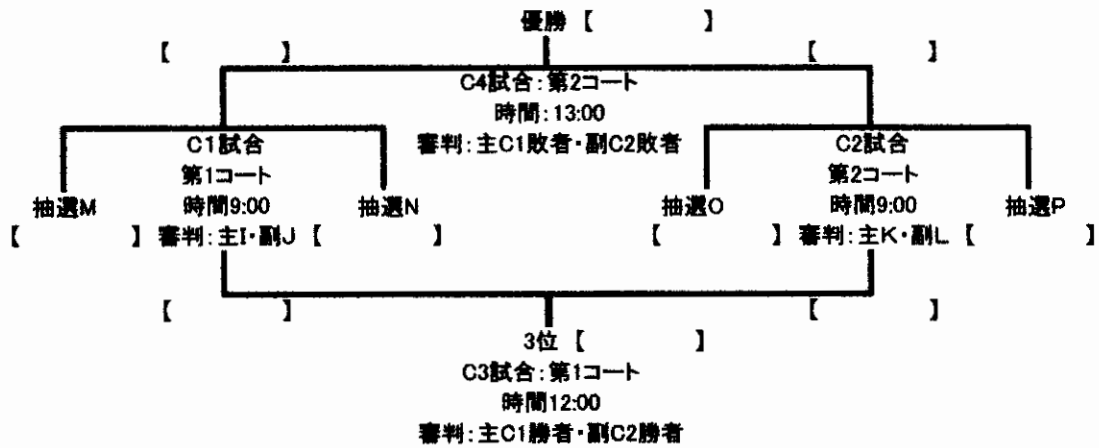 優勝【 】
【 】 【 】
C4試合:第2コート
時間:13:00
審判:主C1敗者・副C2敗者
C1試合 C2試合
第1コート 第2コート
抽選M 時間9:00 抽選N 抽選O 時間9:00 抽選P
【 】審判:主I・副J【 】 【 】審判:主K・副L【 】
【 】 【 】
3位【 】
C3試合:第1コート
時間12:00
審判:主C1勝者・副C2勝者